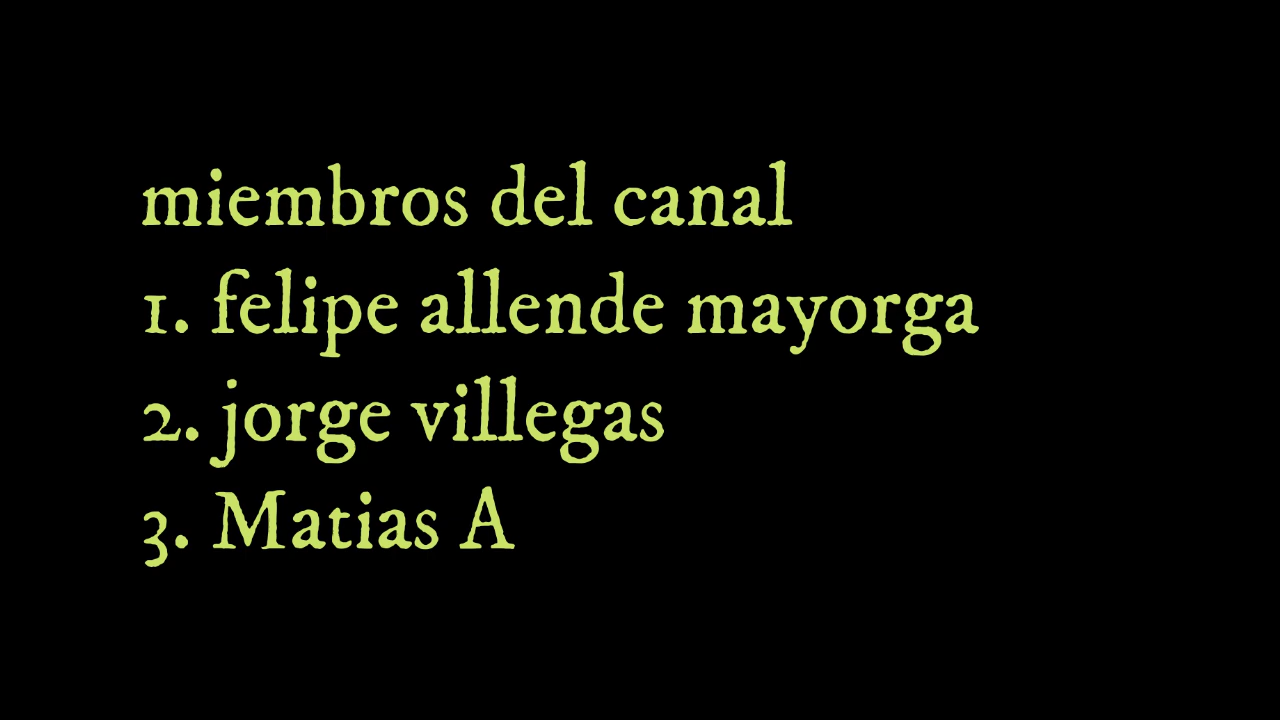 miembros del canal
1. felipe allende mayorga
2. jorge villegas
3. Matias A